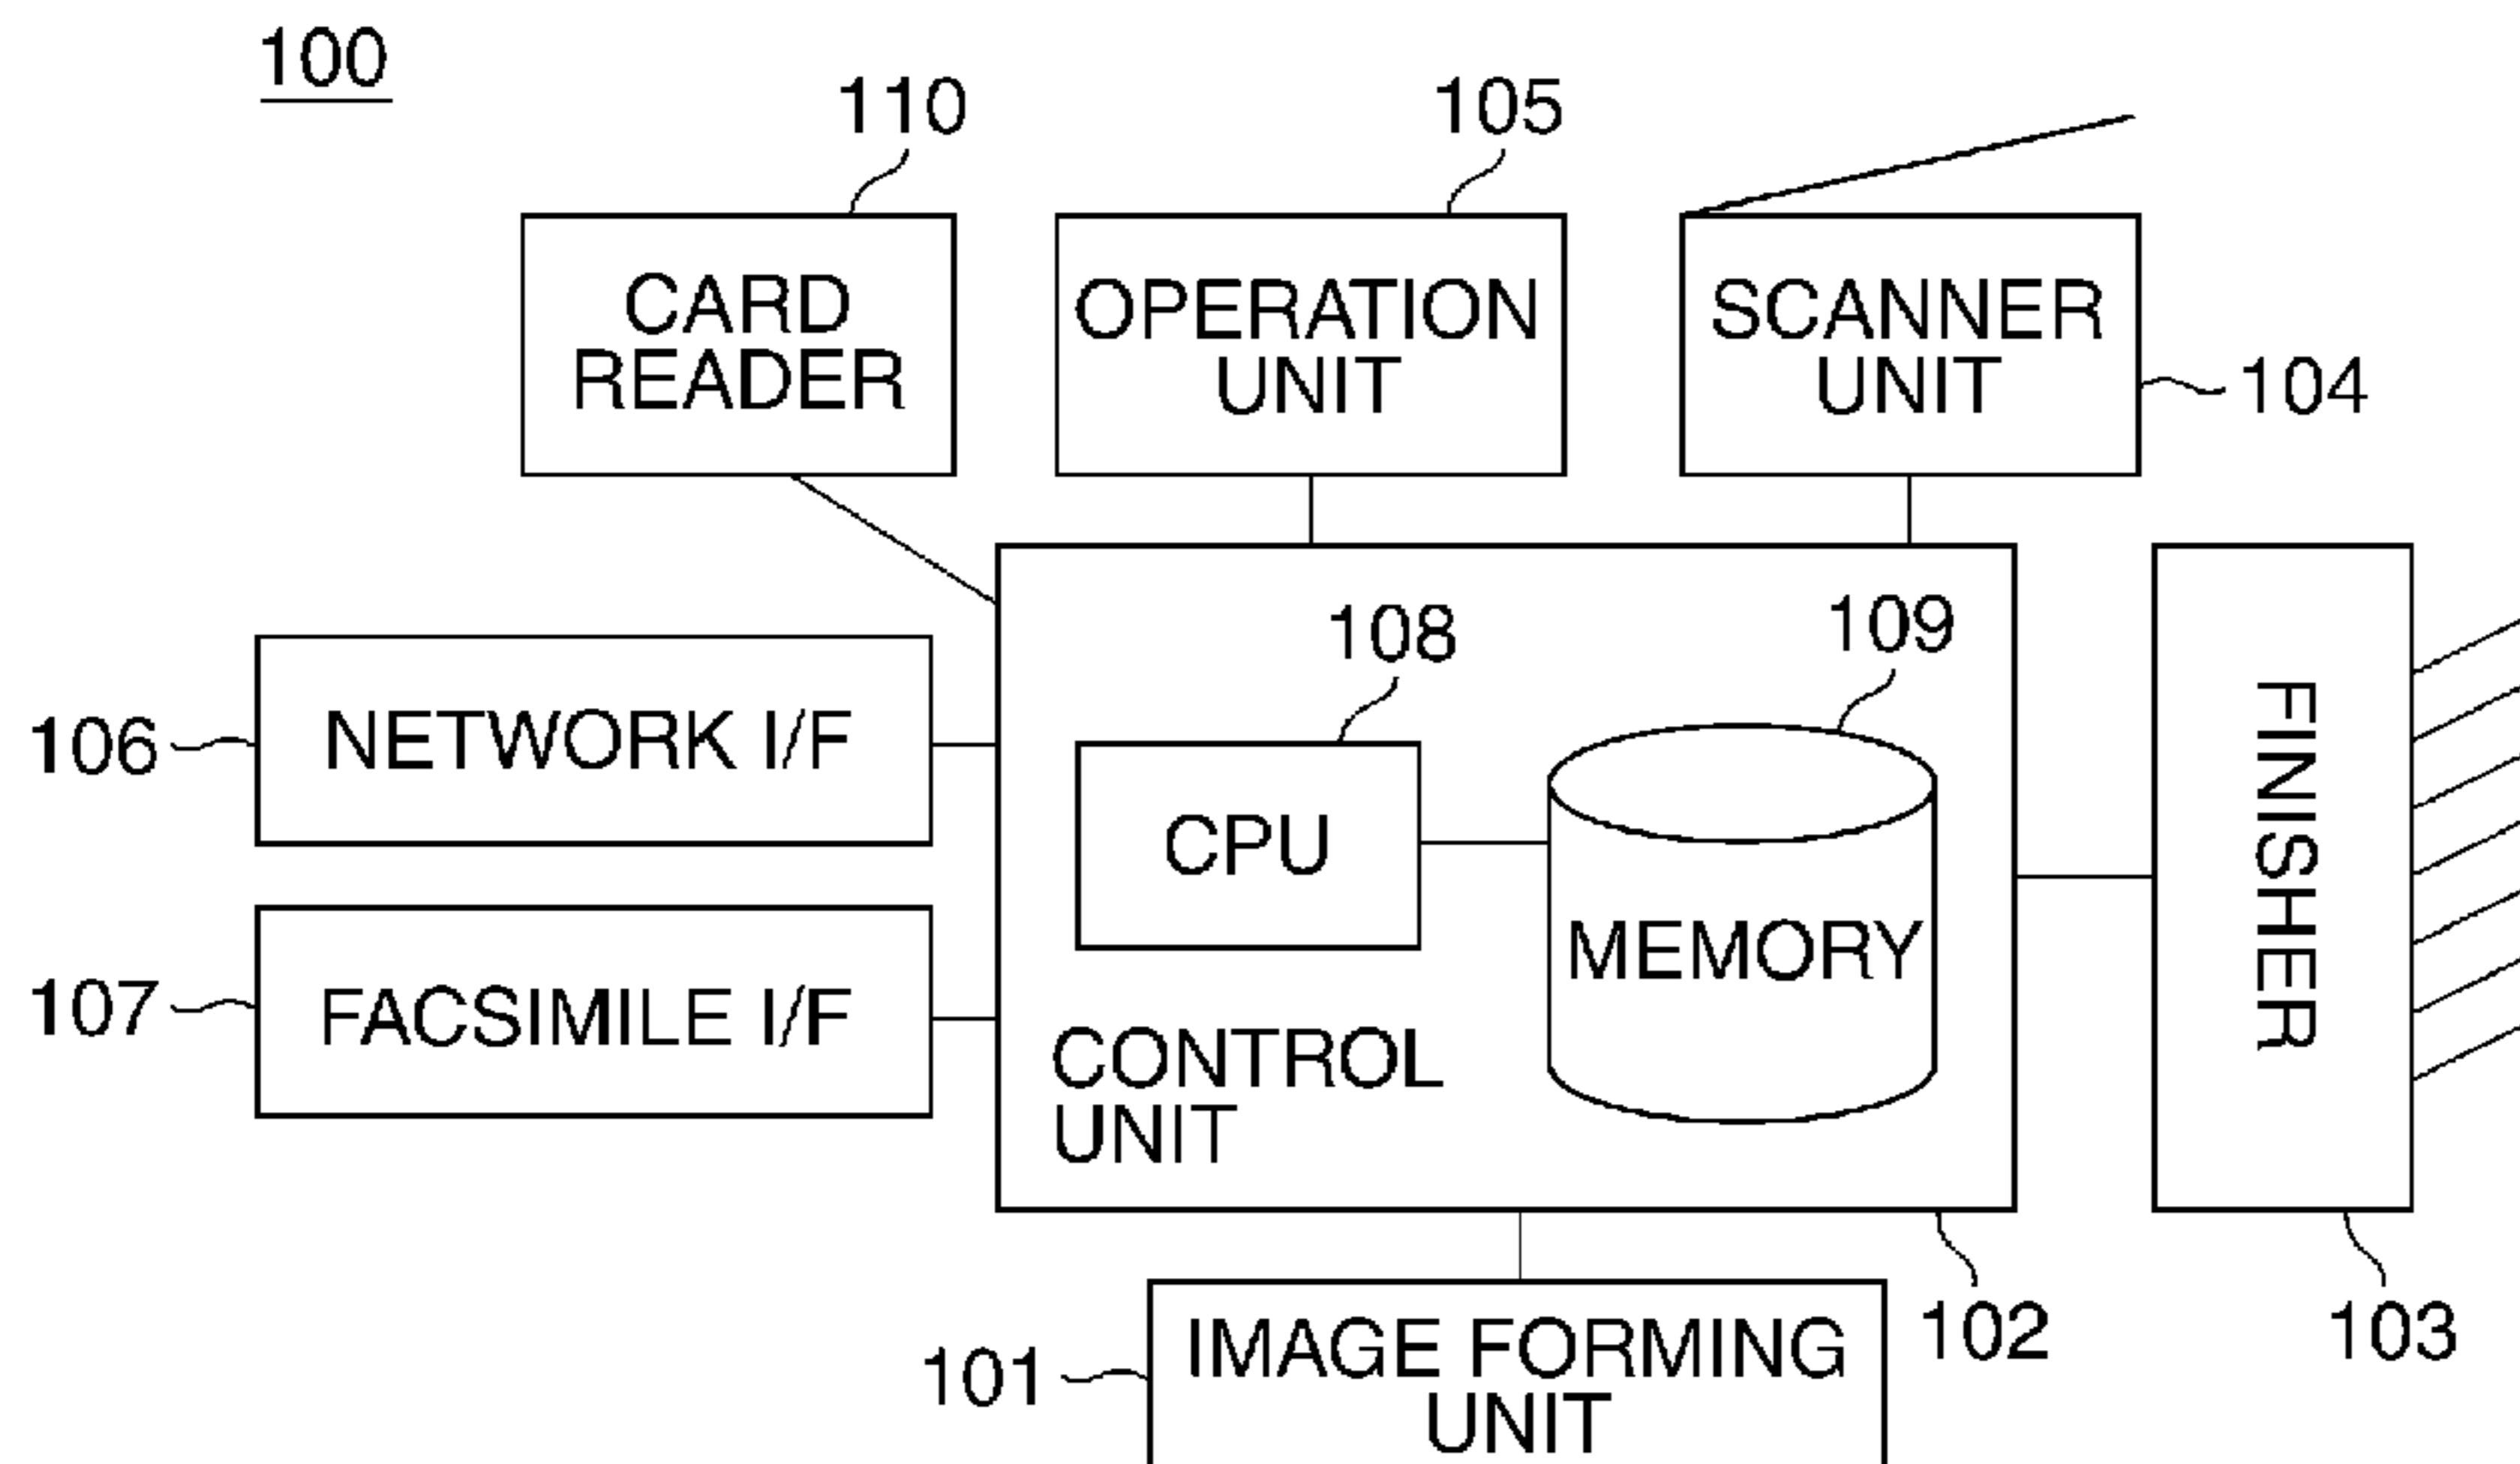 100
110
105
CARD
READER
OPERATION
UNIT
SCANNER
UNIT
104
108
109
106
NETWORK I/F
CPU
MEMORY
FINISHER
107
FACSIMILE I/F
CONTROL
UNIT
101
IMAGE FORMING
UNIT
102
103